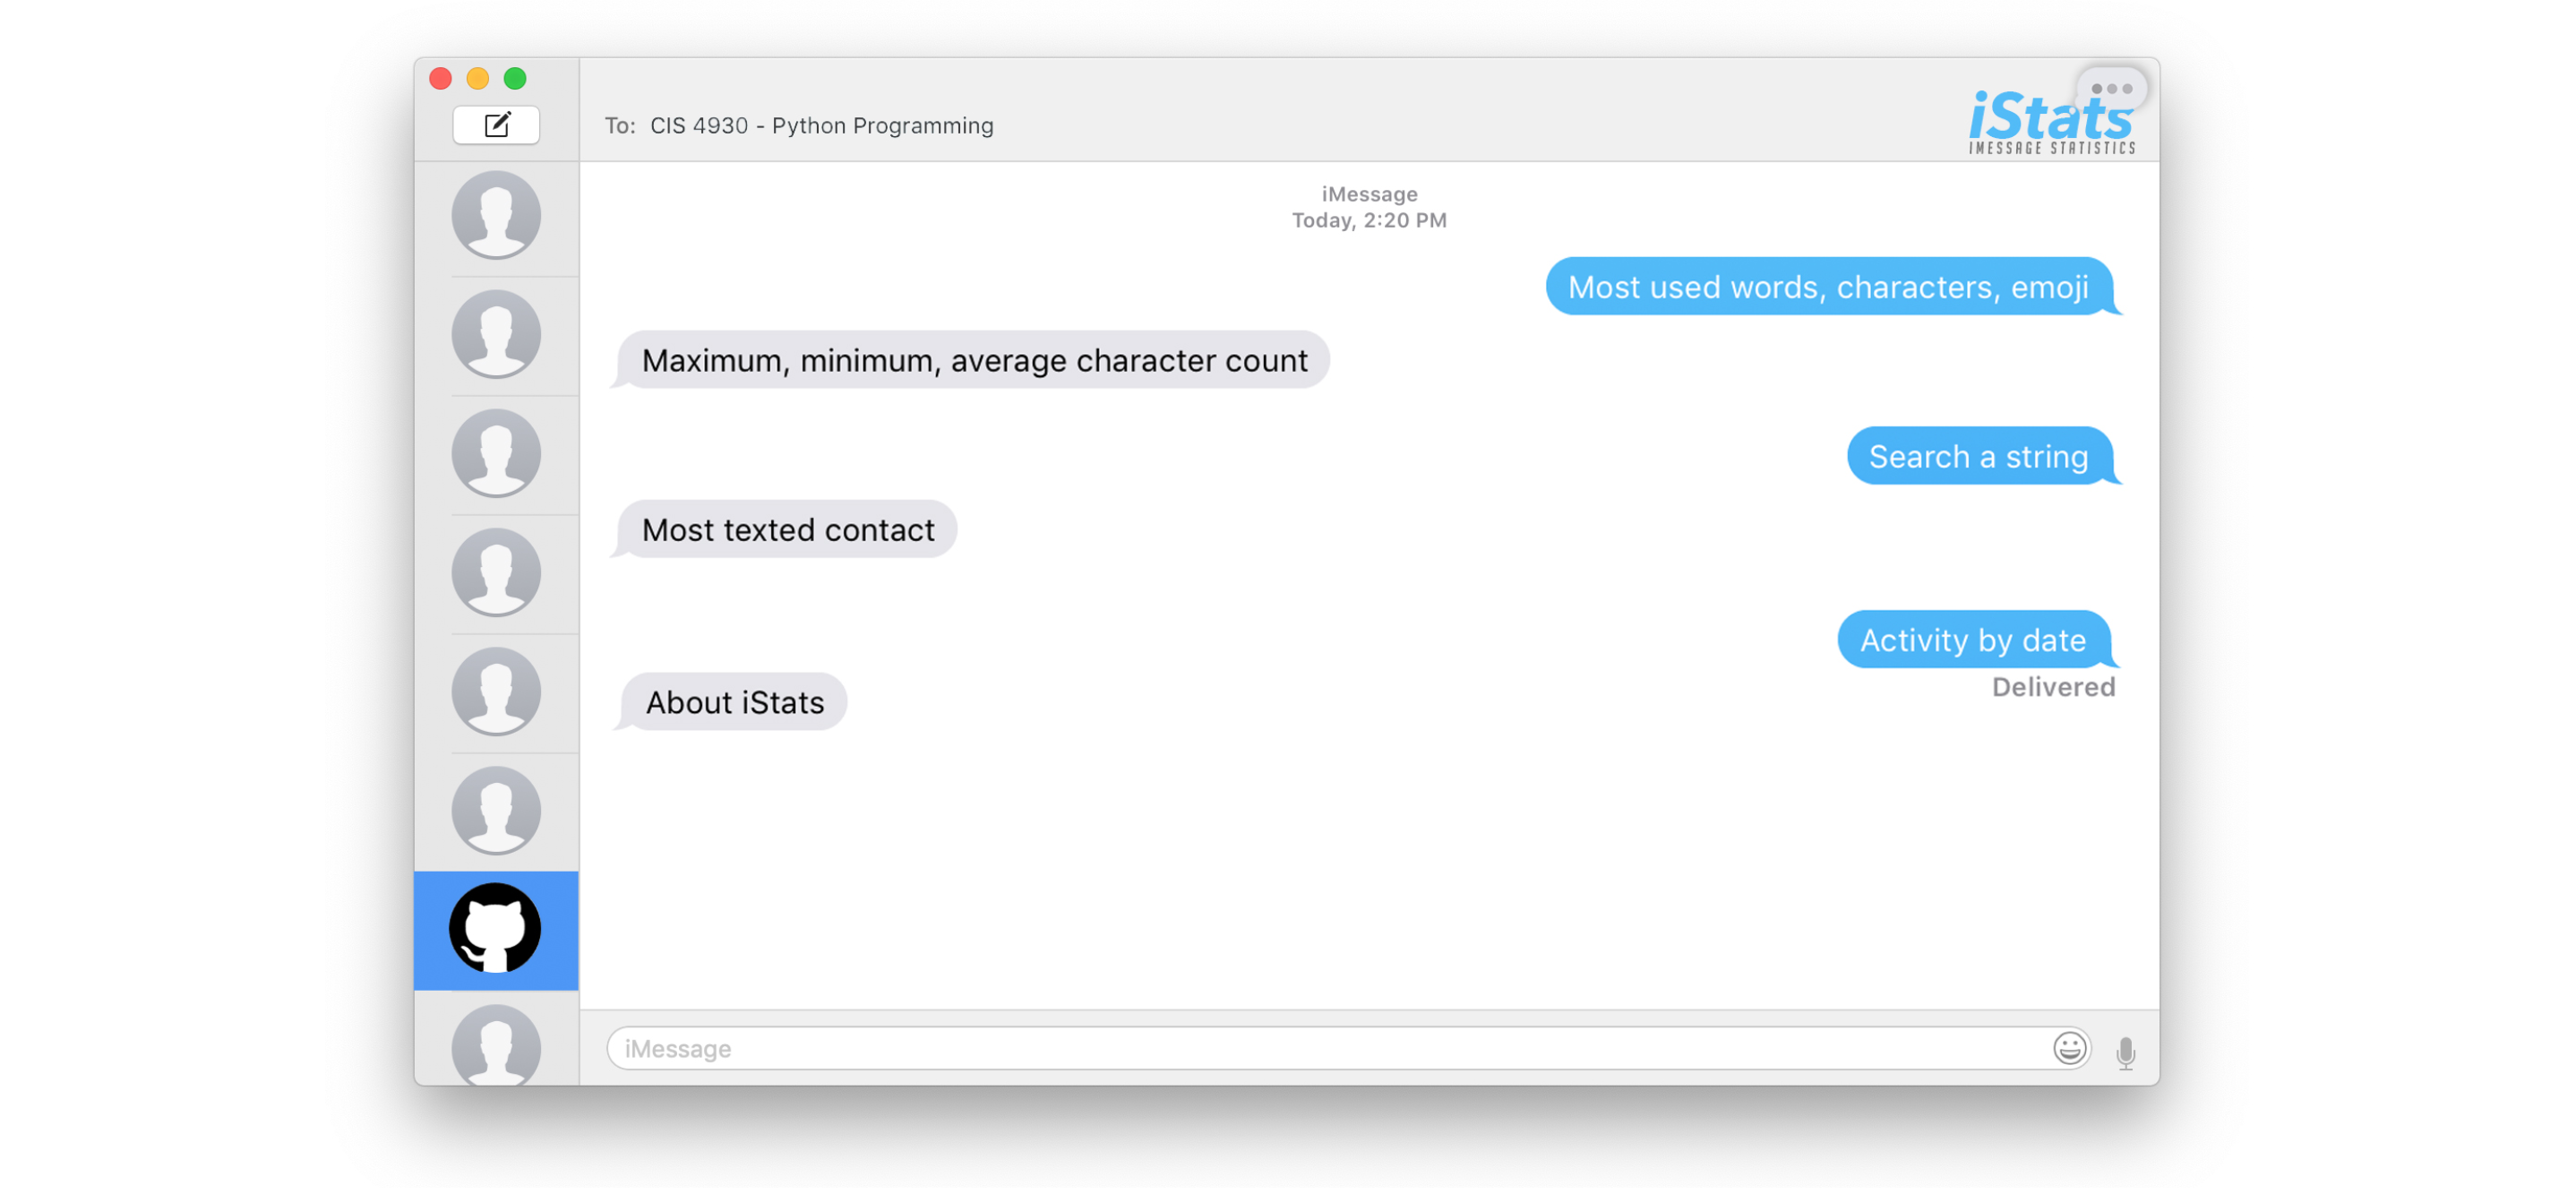 To: CIS 4930 - Python Programming
iStats
IMESSAGE STATISTICS
iMessage
Today, 2:20 PM
Most used words, characters, emoji
Maximum, minimum, average character count
Search a string
Most texted contact
Activity by date
Delivered
About iStats
iMessage